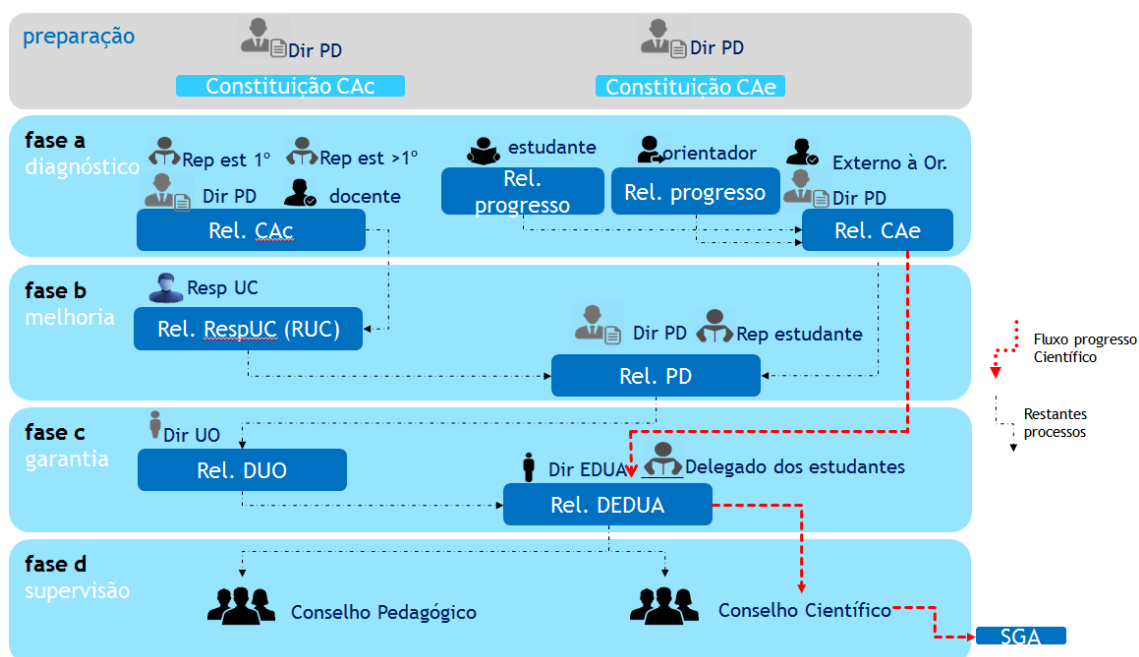 preparação
Dir PD
Dir PD
Constituição CAc
Constituição CAe
fase a
diagnóstico
Rep est 1º
Rep est >1º
Dir PD
docente
Rel. CAc
estudante
Rel.
progresso
orientador
Rel. progresso
Externo à Or.
Dir PD
Rel. CAe
fase b
melhoria
Resp UC
Rel. RespUC (RUC)
Dir PD
Rep estudante
Rel. PD
Fluxo progresso
Científico
Restantes
processos
fase c
garantia
Dir UO
Rel. DUO
Dir EDUA
Delegado dos estudantes
Rel. DEDUA
fase d
supervisão
Conselho Pedagógico
Conselho Científico
SGA